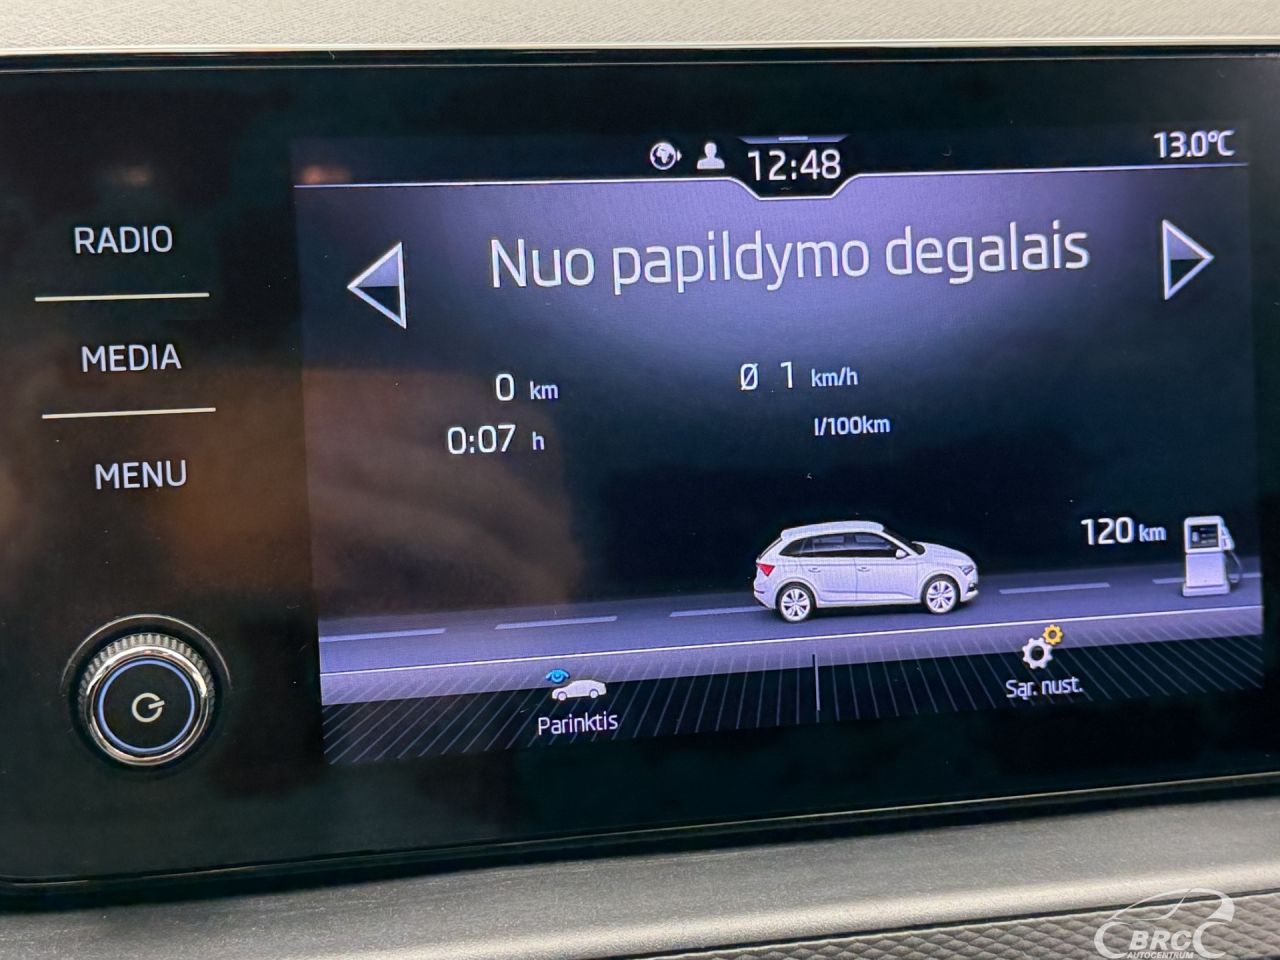 12:48
13.0°C
RADIO
Nuo papildymo degalais
MEDIA
0 km
Ø 1 km/h
0:07 h
l/100km
MENU
120 km
Parinktis
Sąr. nust.
BRC
AUTOCENTRUM